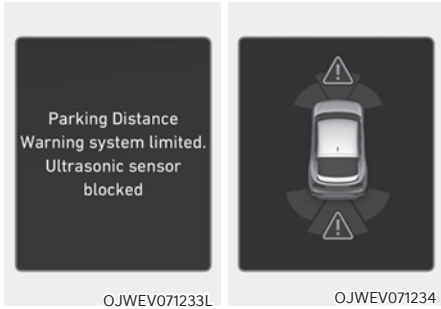 Parking Distance
Warning system limited.
Ultrasonic sensor
blocked
OJWEV071233L
OJWEV071234